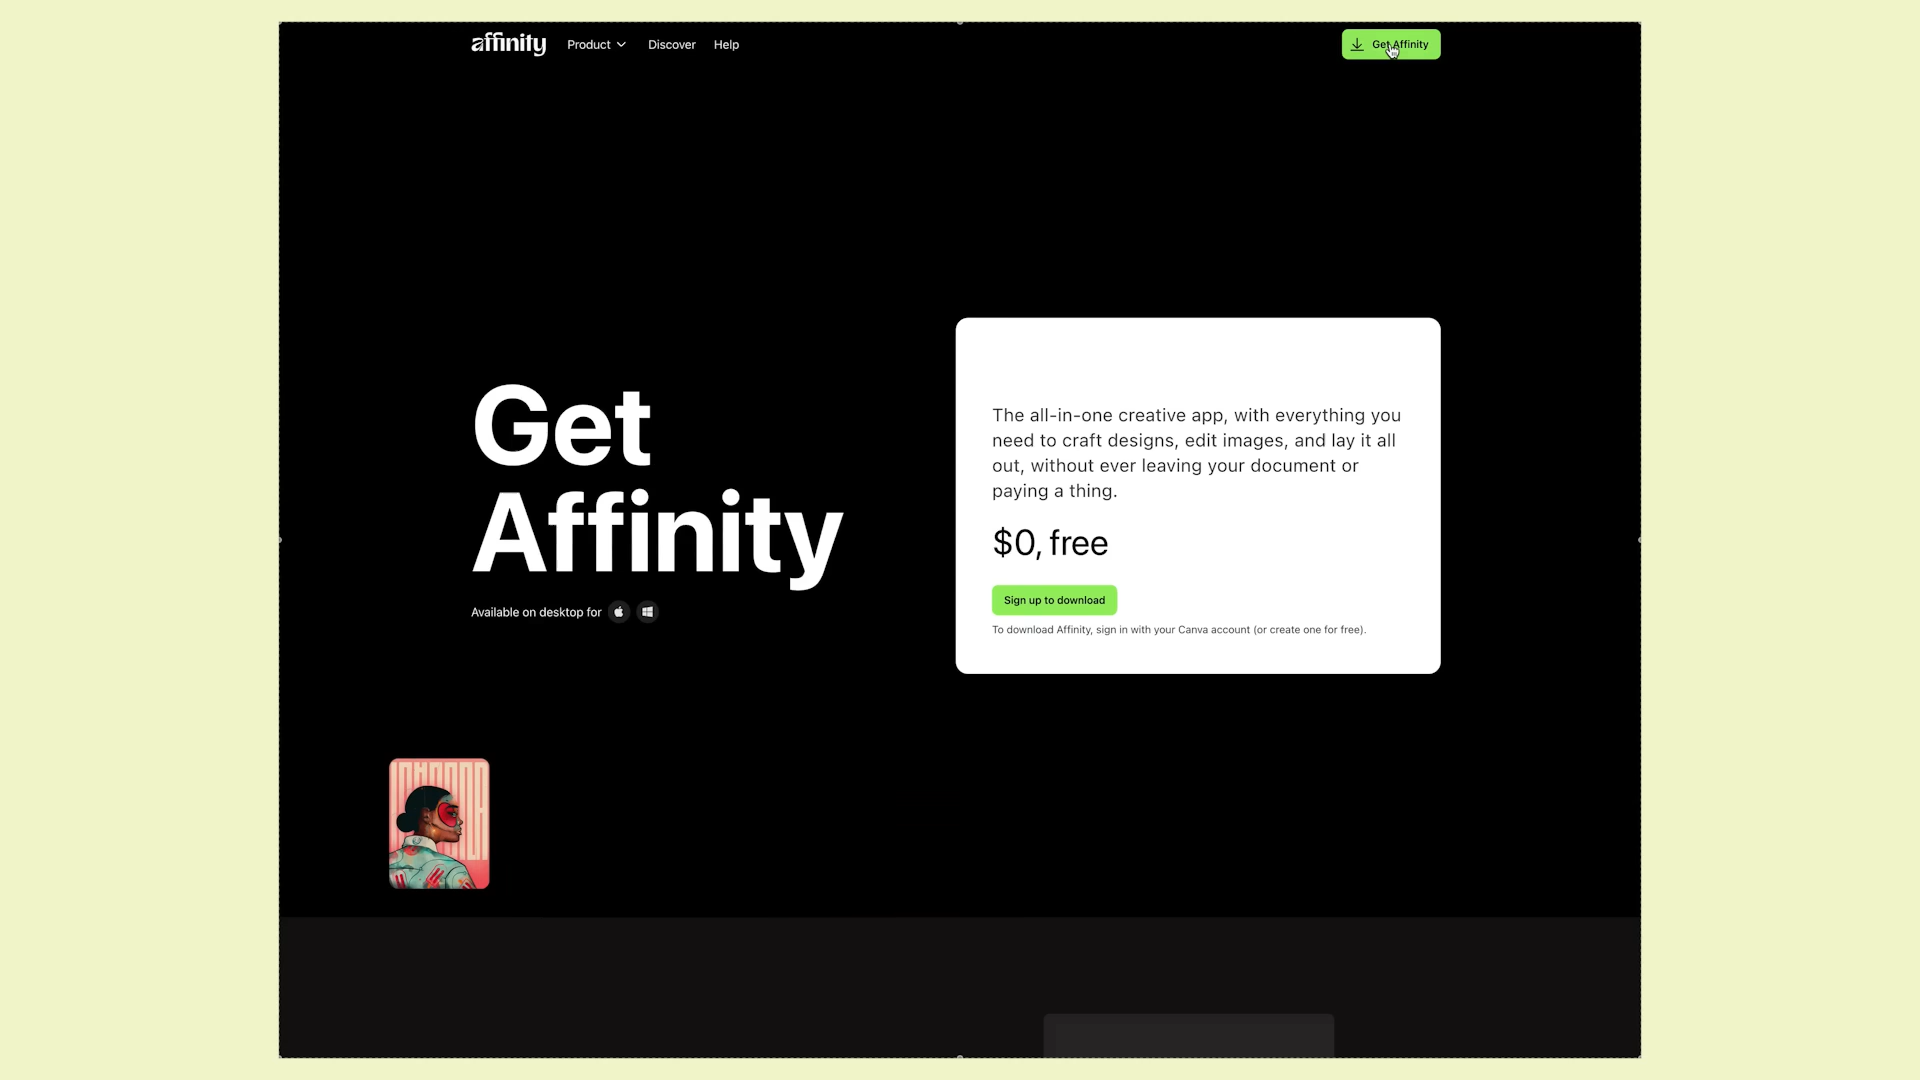 affinity
Product
Discover
Help
Get Affinity
Get
Affinity
Available on desktop for
The all-in-one creative app, with everything you
need to craft designs, edit images, and lay it all
out, without ever leaving your document or
paying a thing.
$0, free
Sign up to download
To download Affinity, sign in with your Canva account (or create one for free).